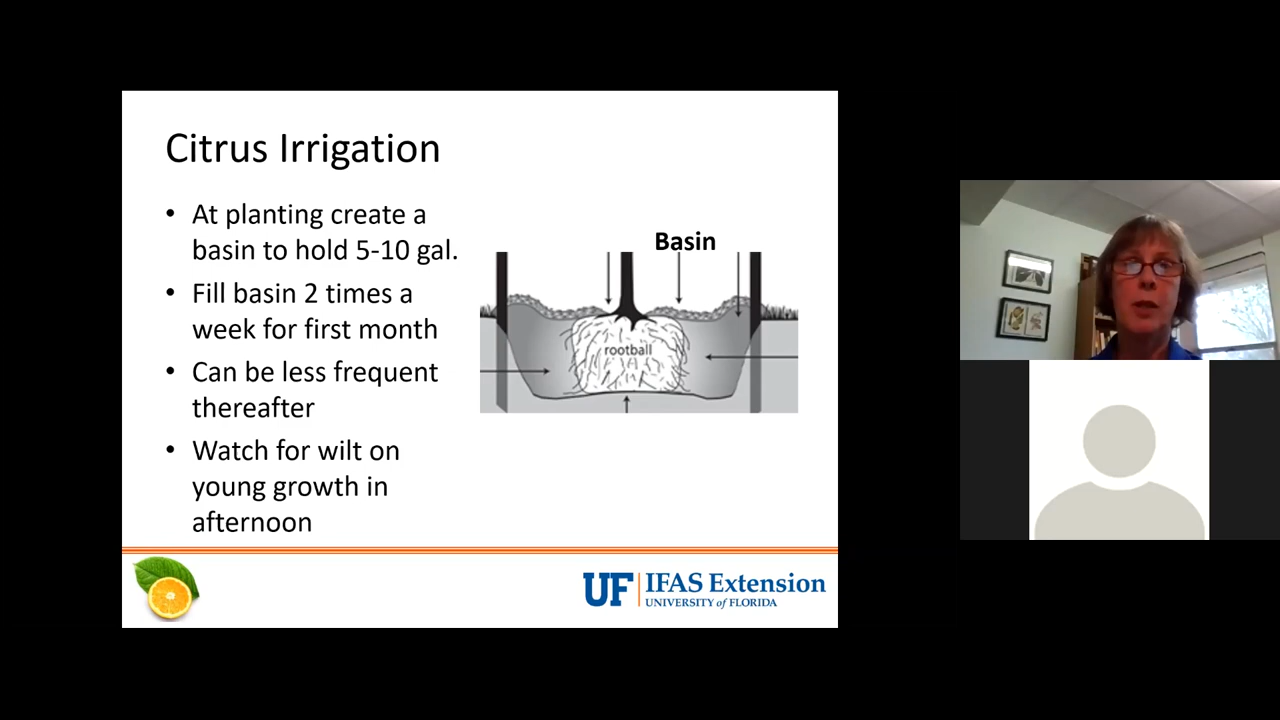 Citrus Irrigation
• At planting create a
basin to hold 5-10 gal.
• Fill basin 2 times a
week for first month
• Can be less frequent
thereafter
• Watch for wilt on
young growth in
afternoon
Basin
rootball
UF IFAS Extension
UNIVERSITY of FLORIDA